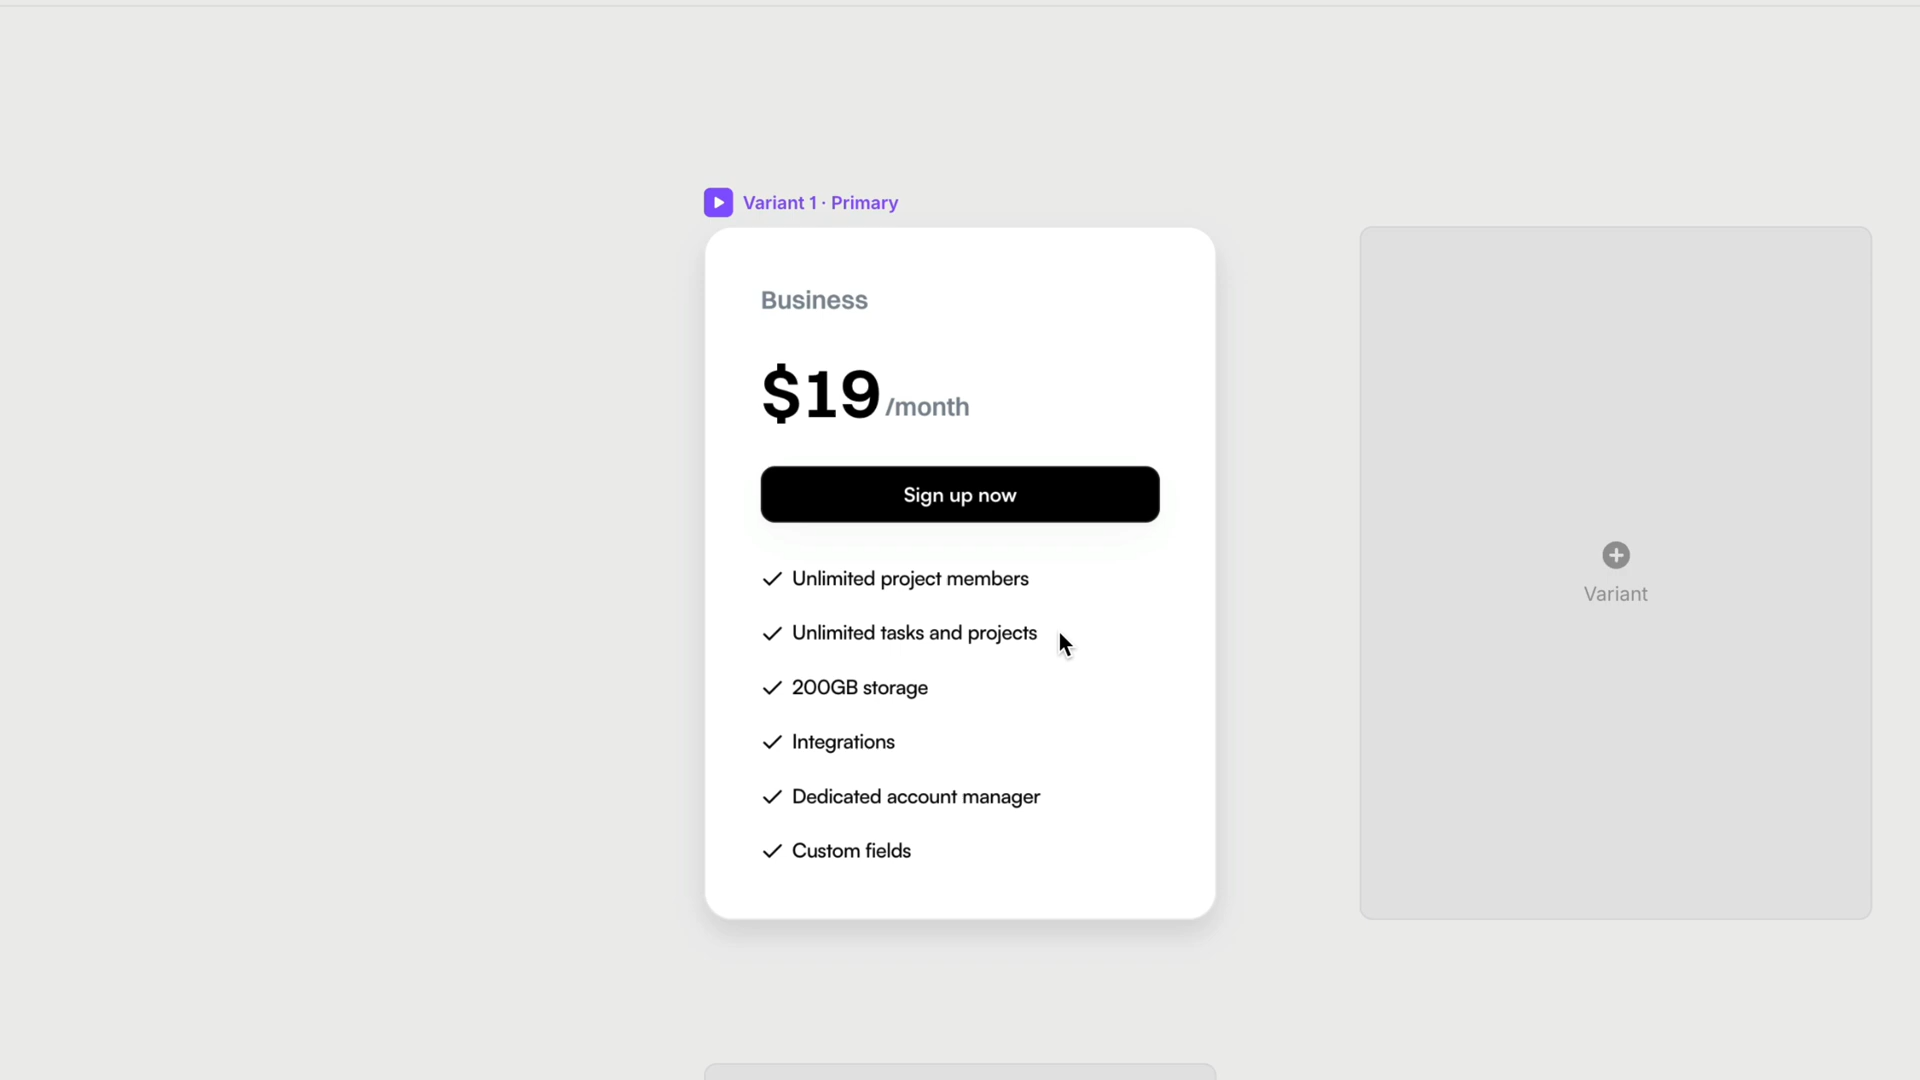 Variant 1 · Primary
Business
$19 /month
Sign up now
Unlimited project members
Unlimited tasks and projects
200GB storage
Integrations
Dedicated account manager
Custom fields
Variant